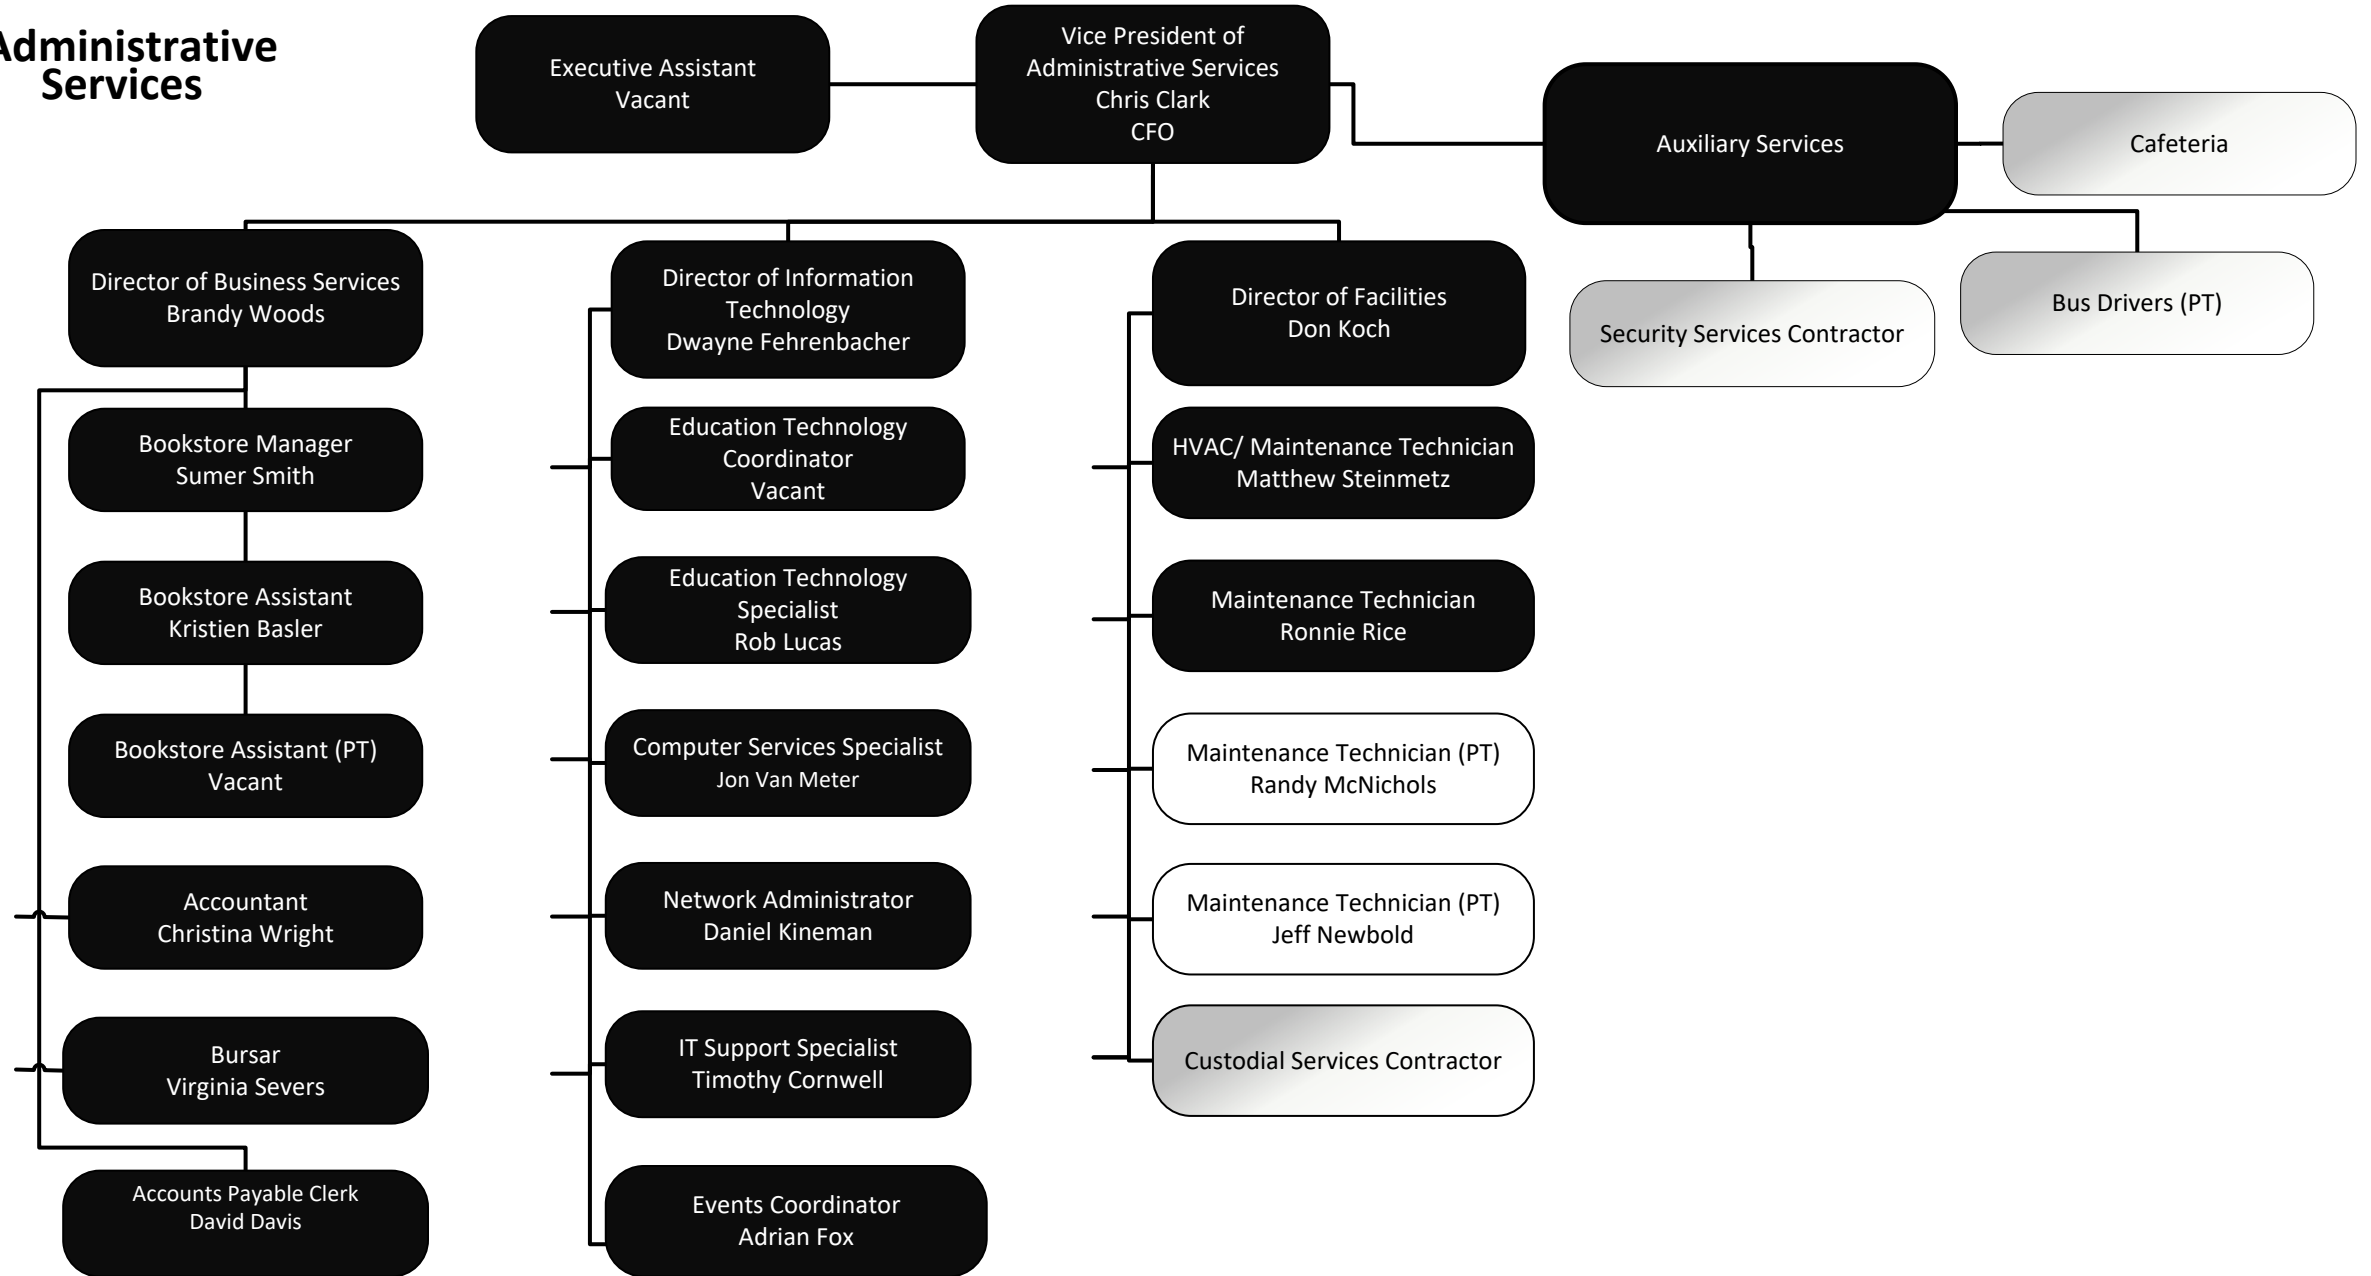 Administrative
Services
Executive Assistant
Vacant
Vice President of
Administrative Services
Chris Clark
CFO
Auxiliary Services
Cafeteria
Security Services Contractor
Bus Drivers (PT)
Director of Business Services
Brandy Woods
Bookstore Manager
Sumer Smith
Bookstore Assistant
Kristien Basler
Bookstore Assistant (PT)
Vacant
Accountant
Christina Wright
Bursar
Virginia Severs
Accounts Payable Clerk
David Davis
Director of Information
Technology
Dwayne Fehrenbacher
Education Technology
Coordinator
Vacant
Education Technology
Specialist
Rob Lucas
Computer Services Specialist
Jon Van Meter
Network Administrator
Daniel Kineman
IT Support Specialist
Timothy Cornwell
Events Coordinator
Adrian Fox
Director of Facilities
Don Koch
HVAC/ Maintenance Technician
Matthew Steinmetz
Maintenance Technician
Ronnie Rice
Maintenance Technician (PT)
Randy McNichols
Maintenance Technician (PT)
Jeff Newbold
Custodial Services Contractor